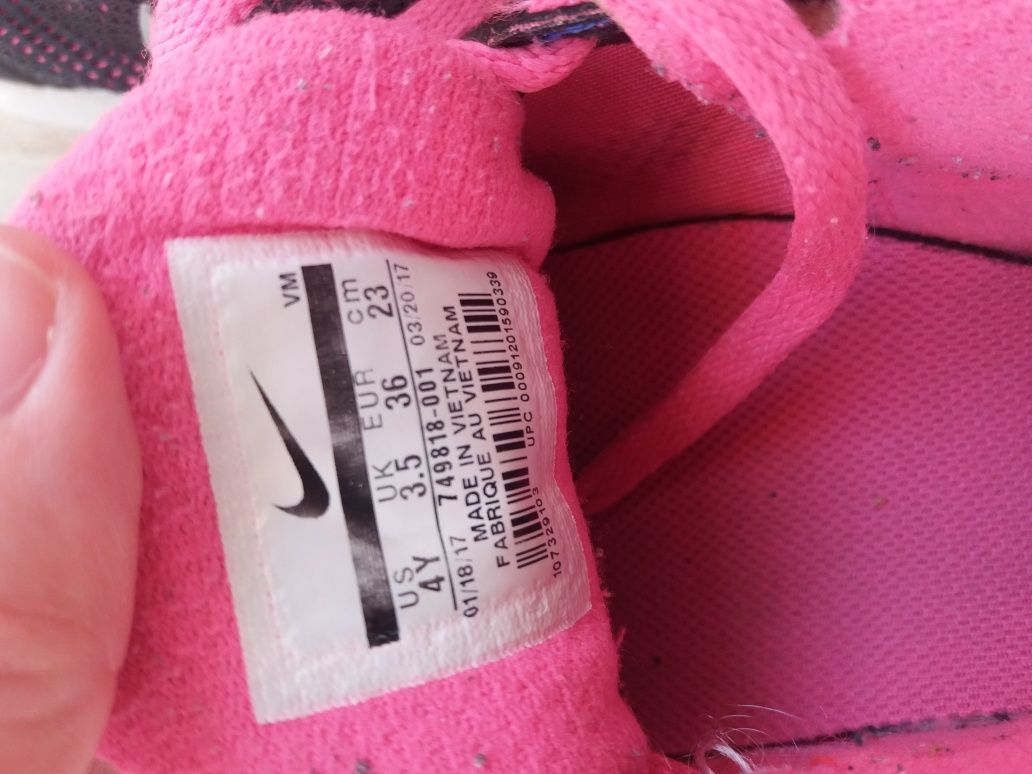 VM
US UK EUR cm
4Y 3.5 36 23
01/18/17 749818-001 03/20/17
MADE IN VIETNAM
FABRIQUE AU VIETNAM
107329103 UPC 00091201590339